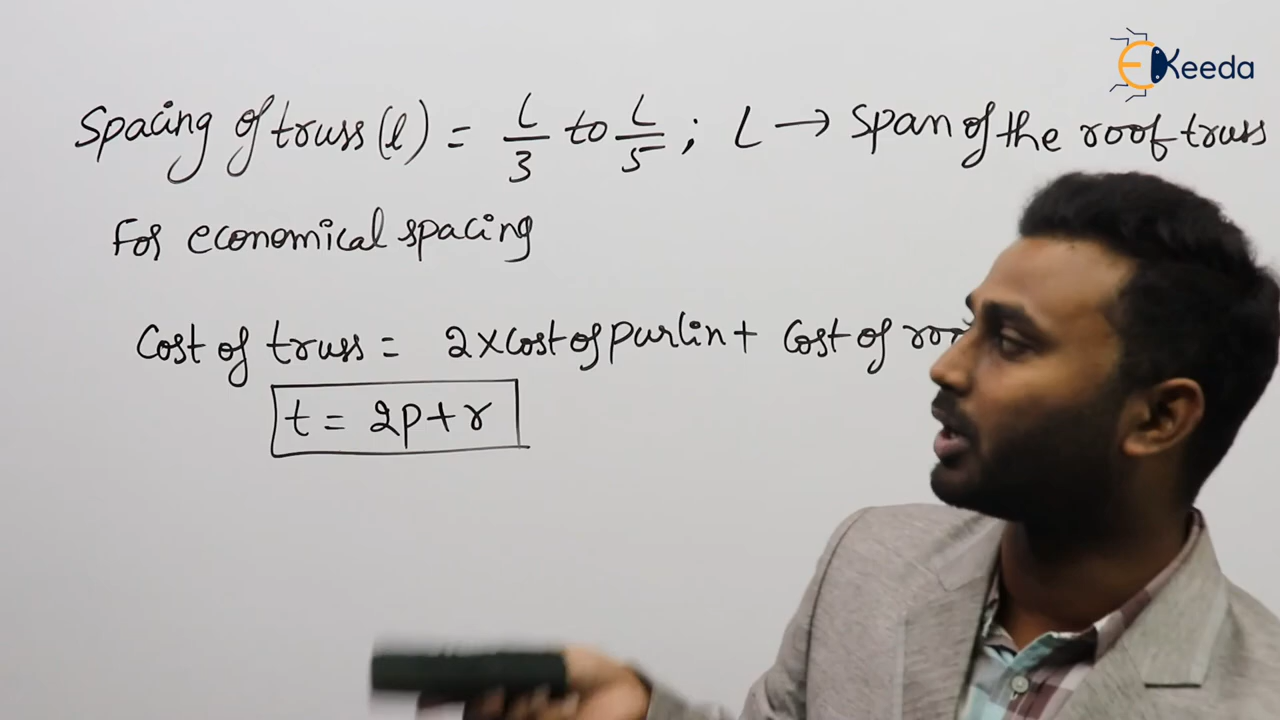 EKeeda
Spacing of truss (l) = L/3 to L/5 ; L → Span of the roof truss
For economical spacing
Cost of truss = 2 x Cost of purlin + Cost of
t = 2p + r